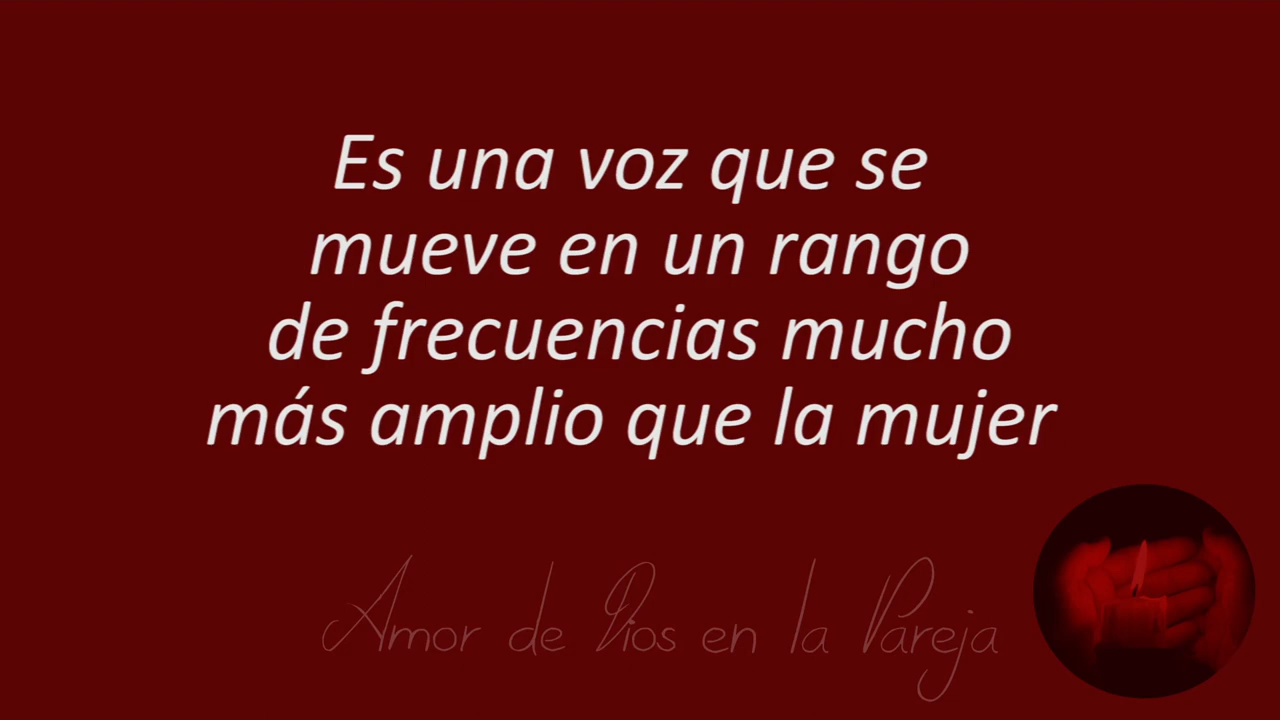 Es una voz que se
mueve en un rango
de frecuencias mucho
más amplio que la mujer
Amor de Dios en la Pareja